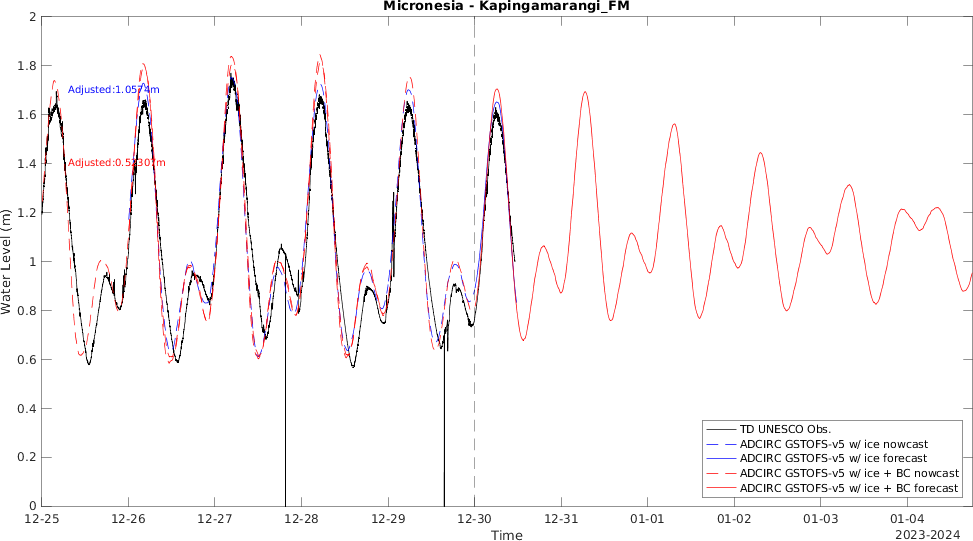 Micronesia - Kapingamarangi_FM
2
1.8
1.6
1.4
1.2
1
0.8
0.6
0.4
0.2
0
Water Level (m)
Adjusted:1.0574m
TD UNESCO Obs.
ADCIRC GSTOFS-v5 w/ ice nowcast
ADCIRC GSTOFS-v5 w/ ice forecast
ADCIRC GSTOFS-v5 w/ ice + BC nowcast
ADCIRC GSTOFS-v5 w/ ice + BC forecast
12-25
12-26
12-27
12-28
12-29
12-30
12-31
01-01
01-02
01-03
01-04
Time
2023-2024